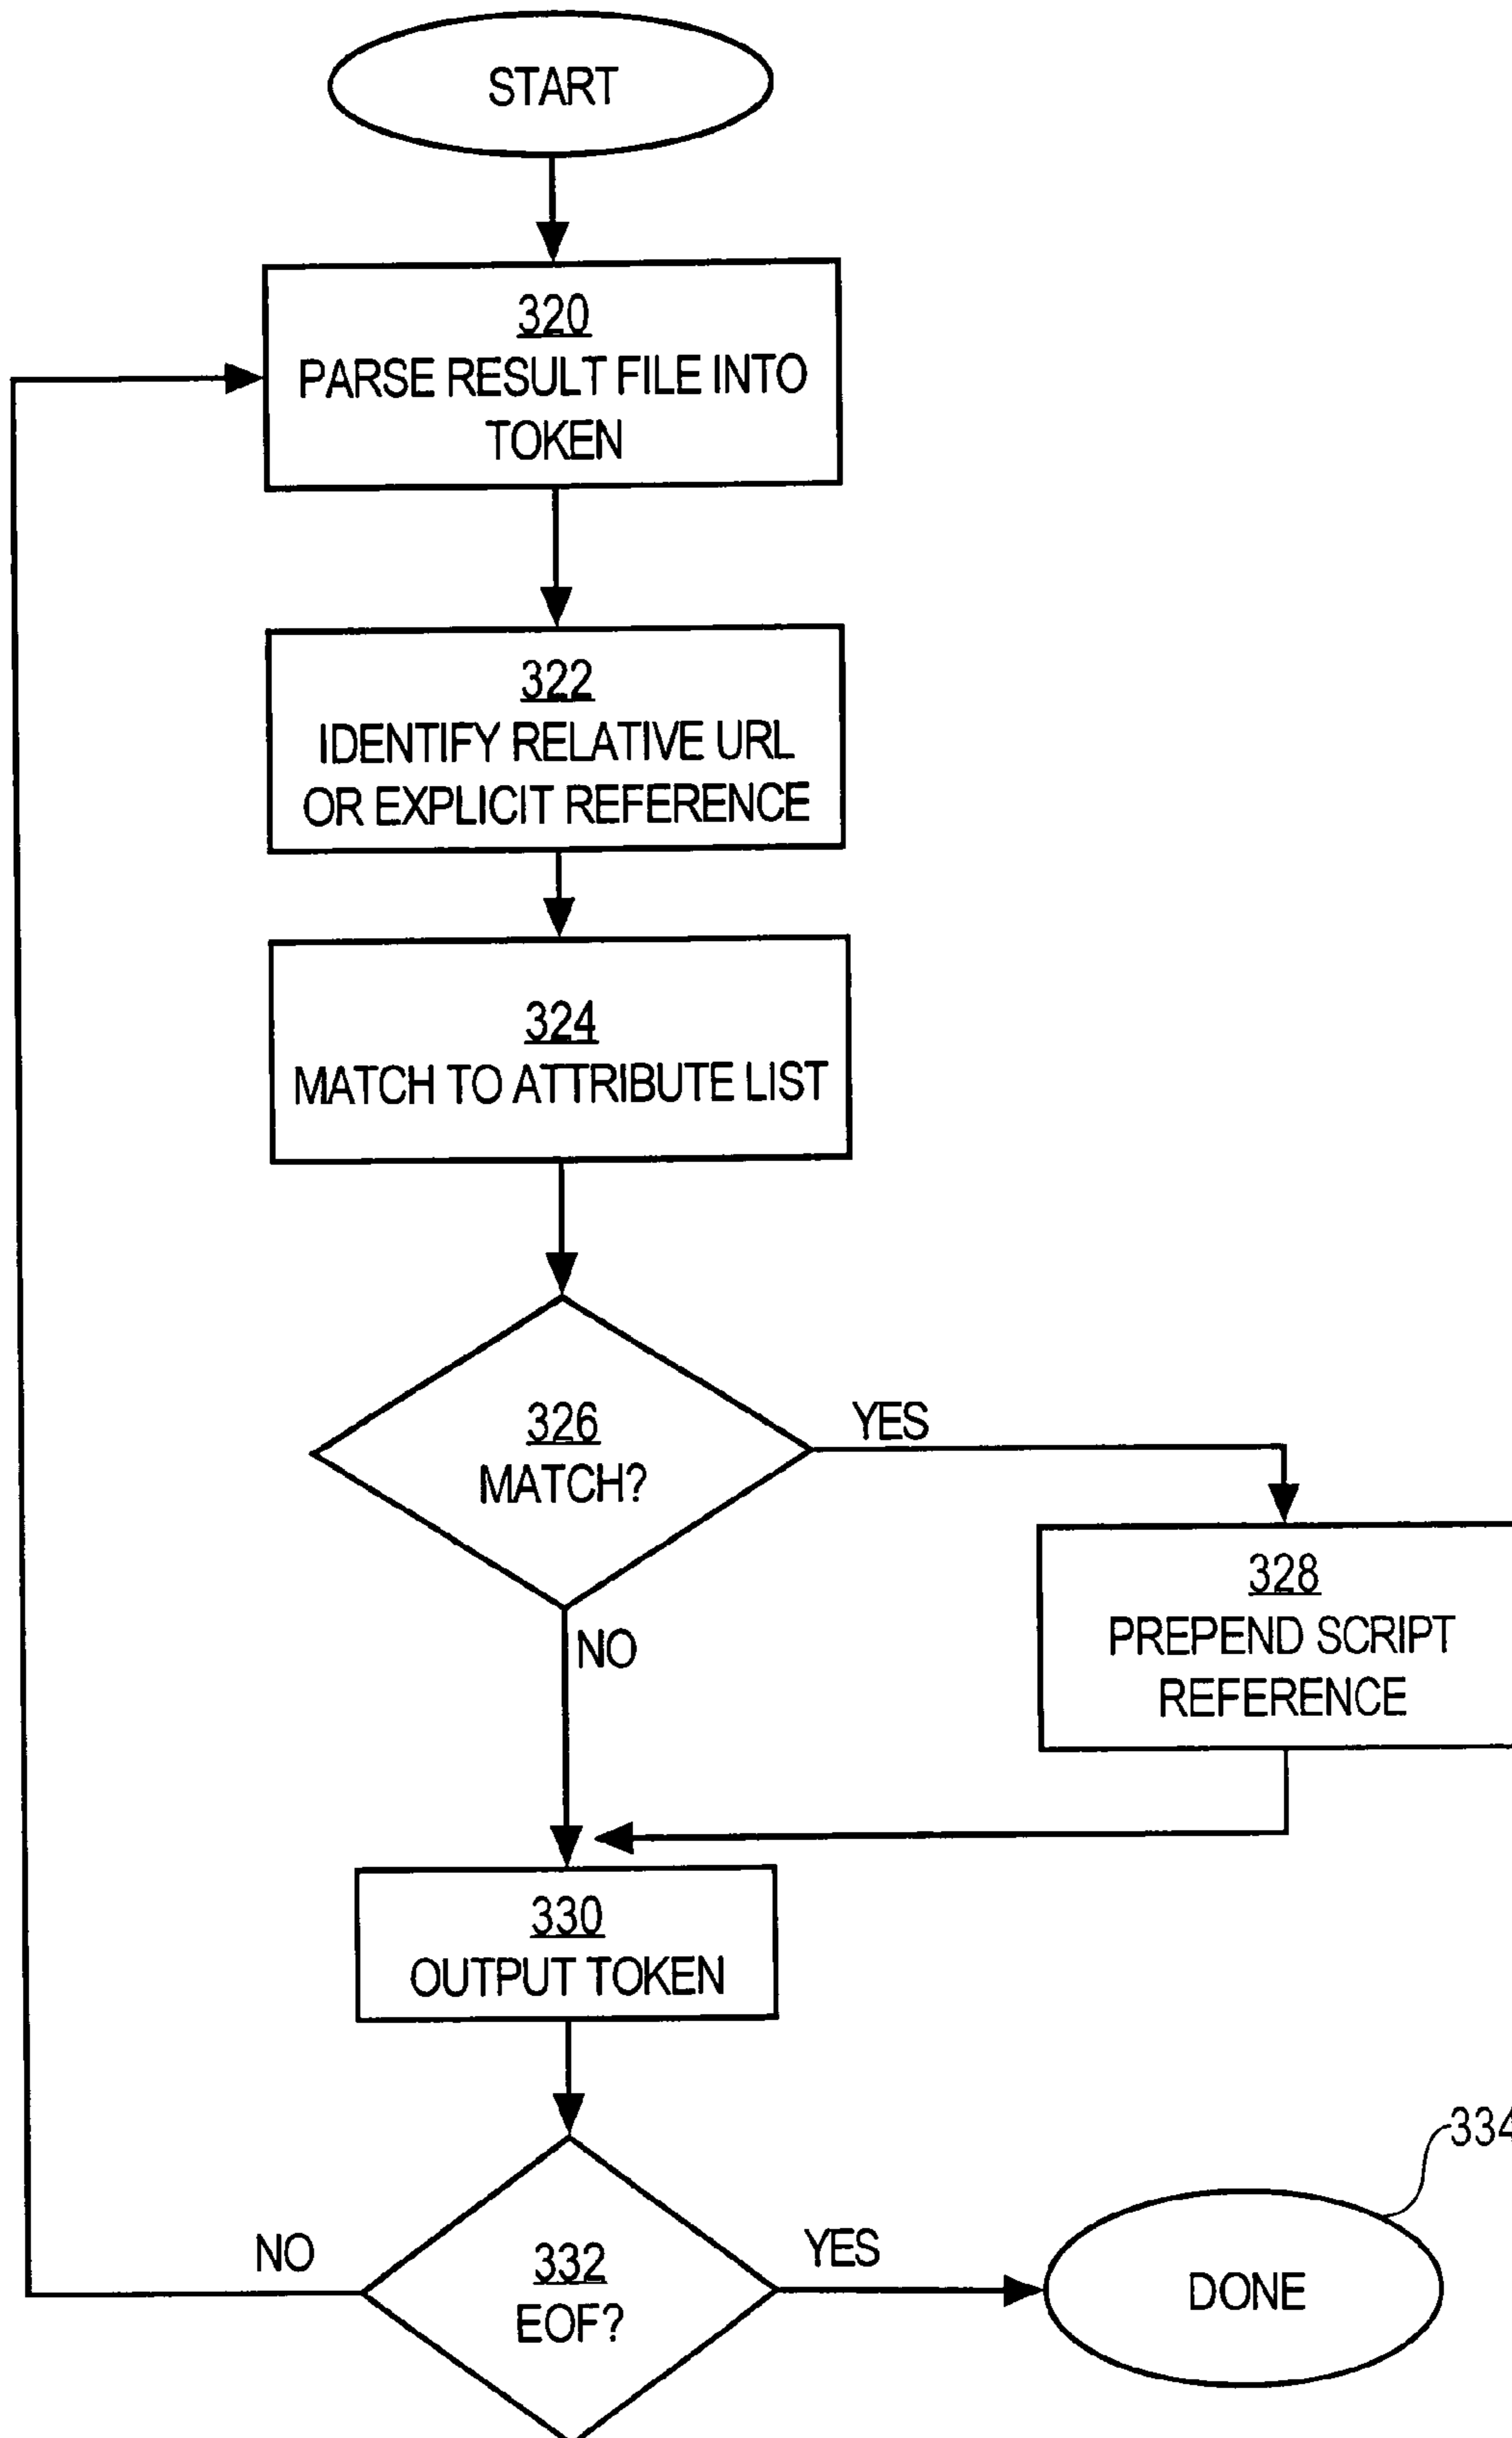 START
320
PARSE RESULT FILE INTO
TOKEN
322
IDENTIFY RELATIVE URL
OR EXPLICIT REFERENCE
324
MATCH TO ATTRIBUTE LIST
326
MATCH?
YES
NO
328
PREPEND SCRIPT
REFERENCE
330
OUTPUT TOKEN
332
EOF?
NO
YES
334
DONE